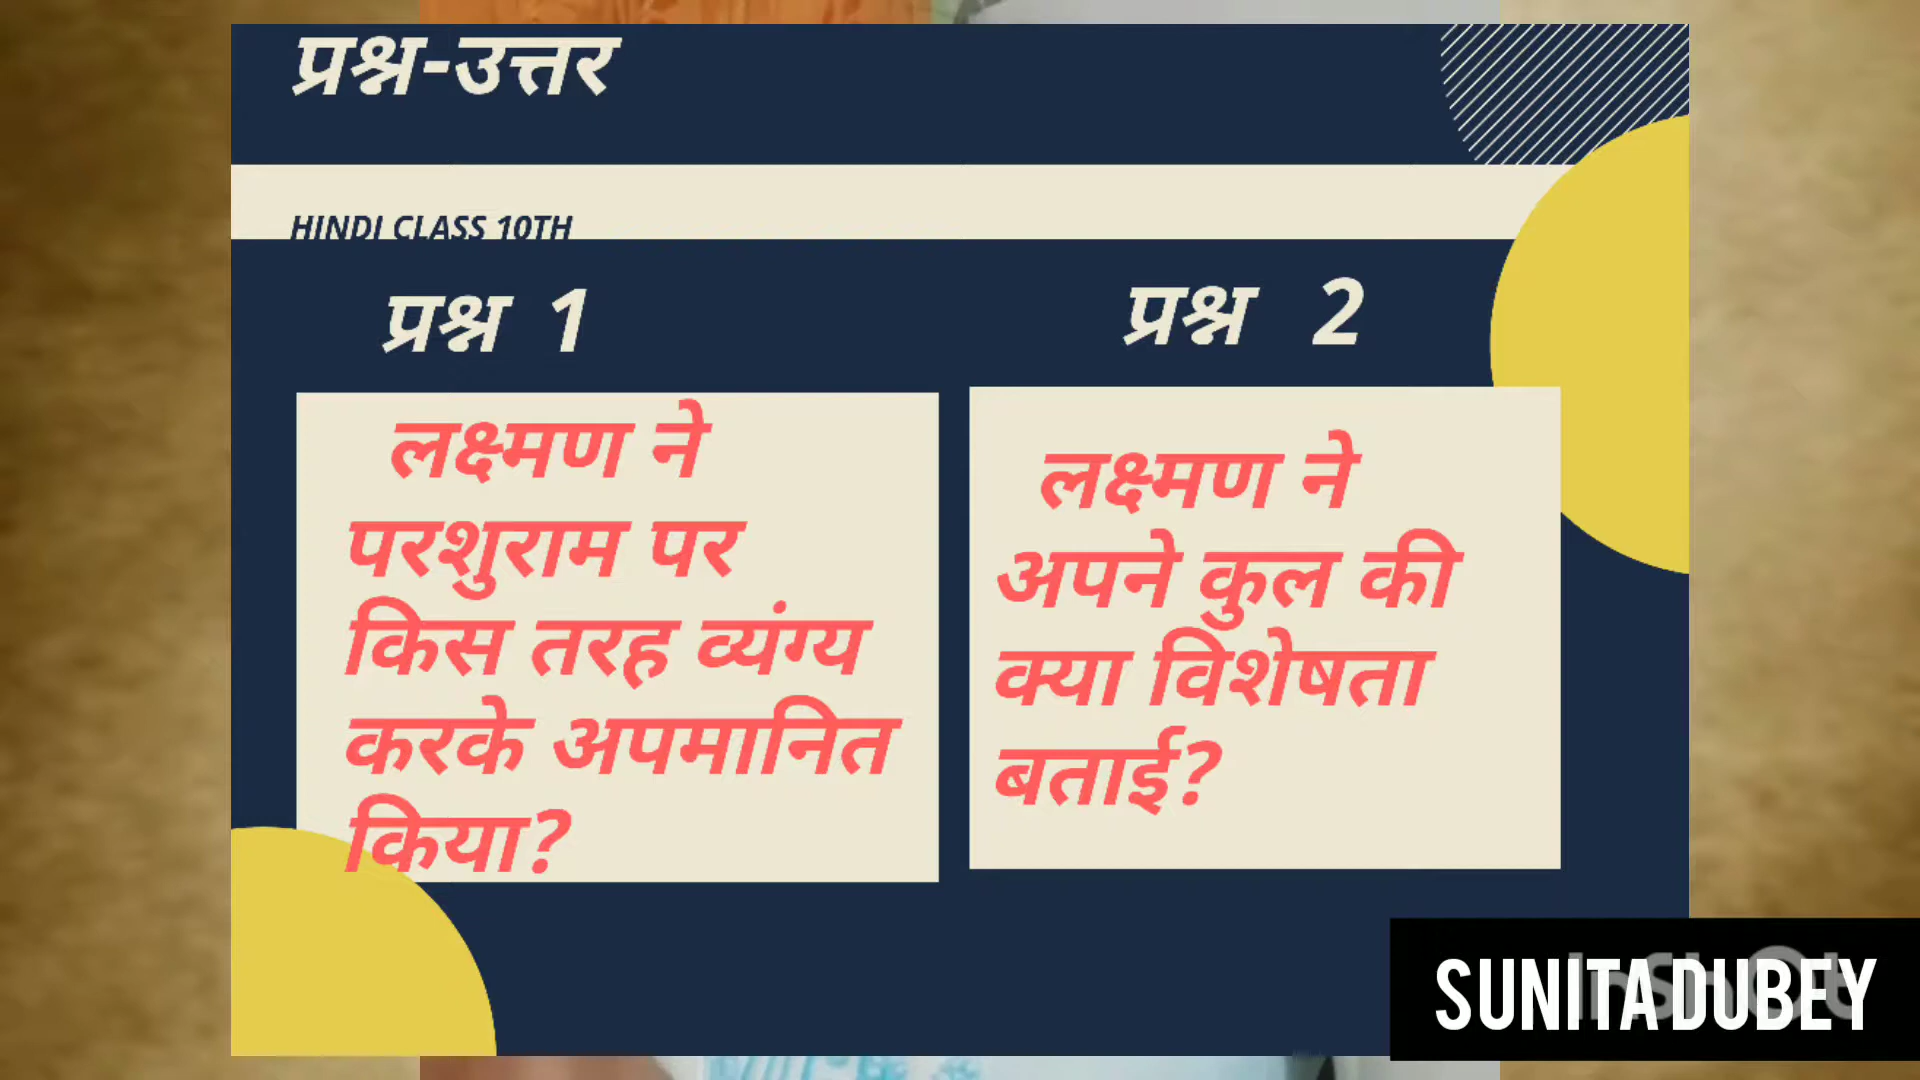 प्रश्न-उत्तर
HINDI CLASS 10TH
प्रश्न 1
लक्ष्मण ने
परशुराम पर
किस तरह व्यंग्य
करके अपमानित
किया?
प्रश्न 2
लक्ष्मण ने
अपने कुल की
क्या विशेषता
बताई?
SUNITA DUBEY
InShOt